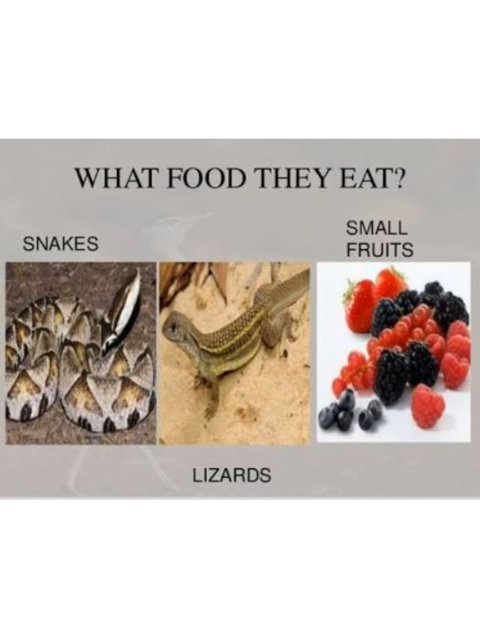 WHAT FOOD THEY EAT?
SNAKES
SMALL
FRUITS
LIZARDS